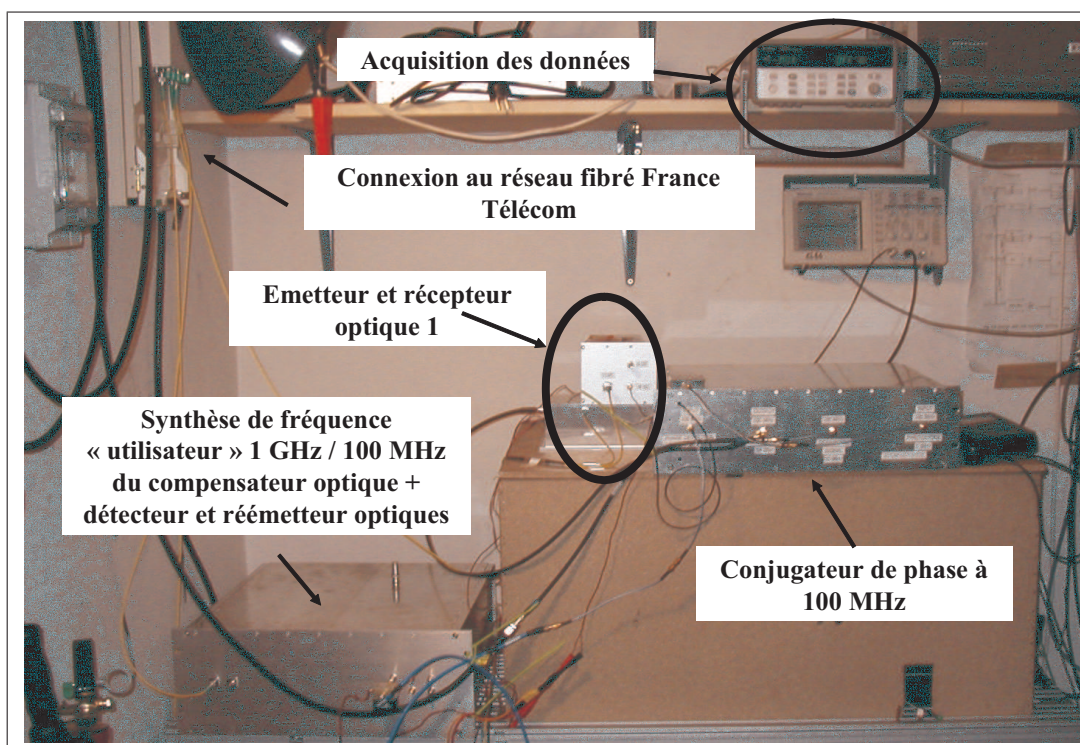 Acquisition des données
Connexion au réseau fibré France
Télécom
Emetteur et récepteur
optique 1
Synthèse de fréquence
« utilisateur » 1 GHz / 100 MHz
du compensateur optique +
détecteur et réémetteur optiques
Conjugateur de phase à
100 MHz